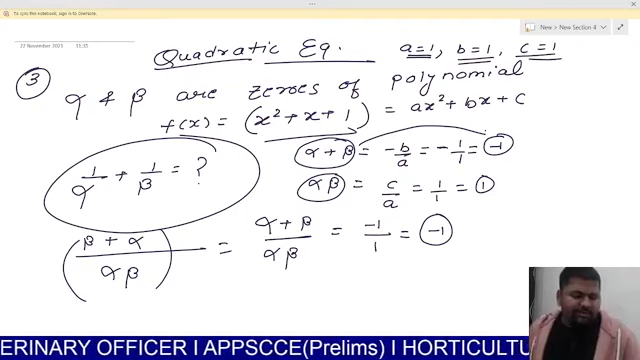 To sync this notebook, sign in to OneNote.
New > New Section 4
22 November 2023 11:35
Quadratic Eq. a=1, b=1, c=1
3
α & β are zeroes of polynomial
f(x) = (x²+x+1) = ax²+bx+c
1/α + 1/β = ?
α+β = -b/a = -1/1 = -1
αβ = c/a = 1/1 = 1
(β+α/αβ) = α+β/αβ = -1/1 = -1
ERINARY OFFICER I APPSCCE(Prelims) I HORTICULTU